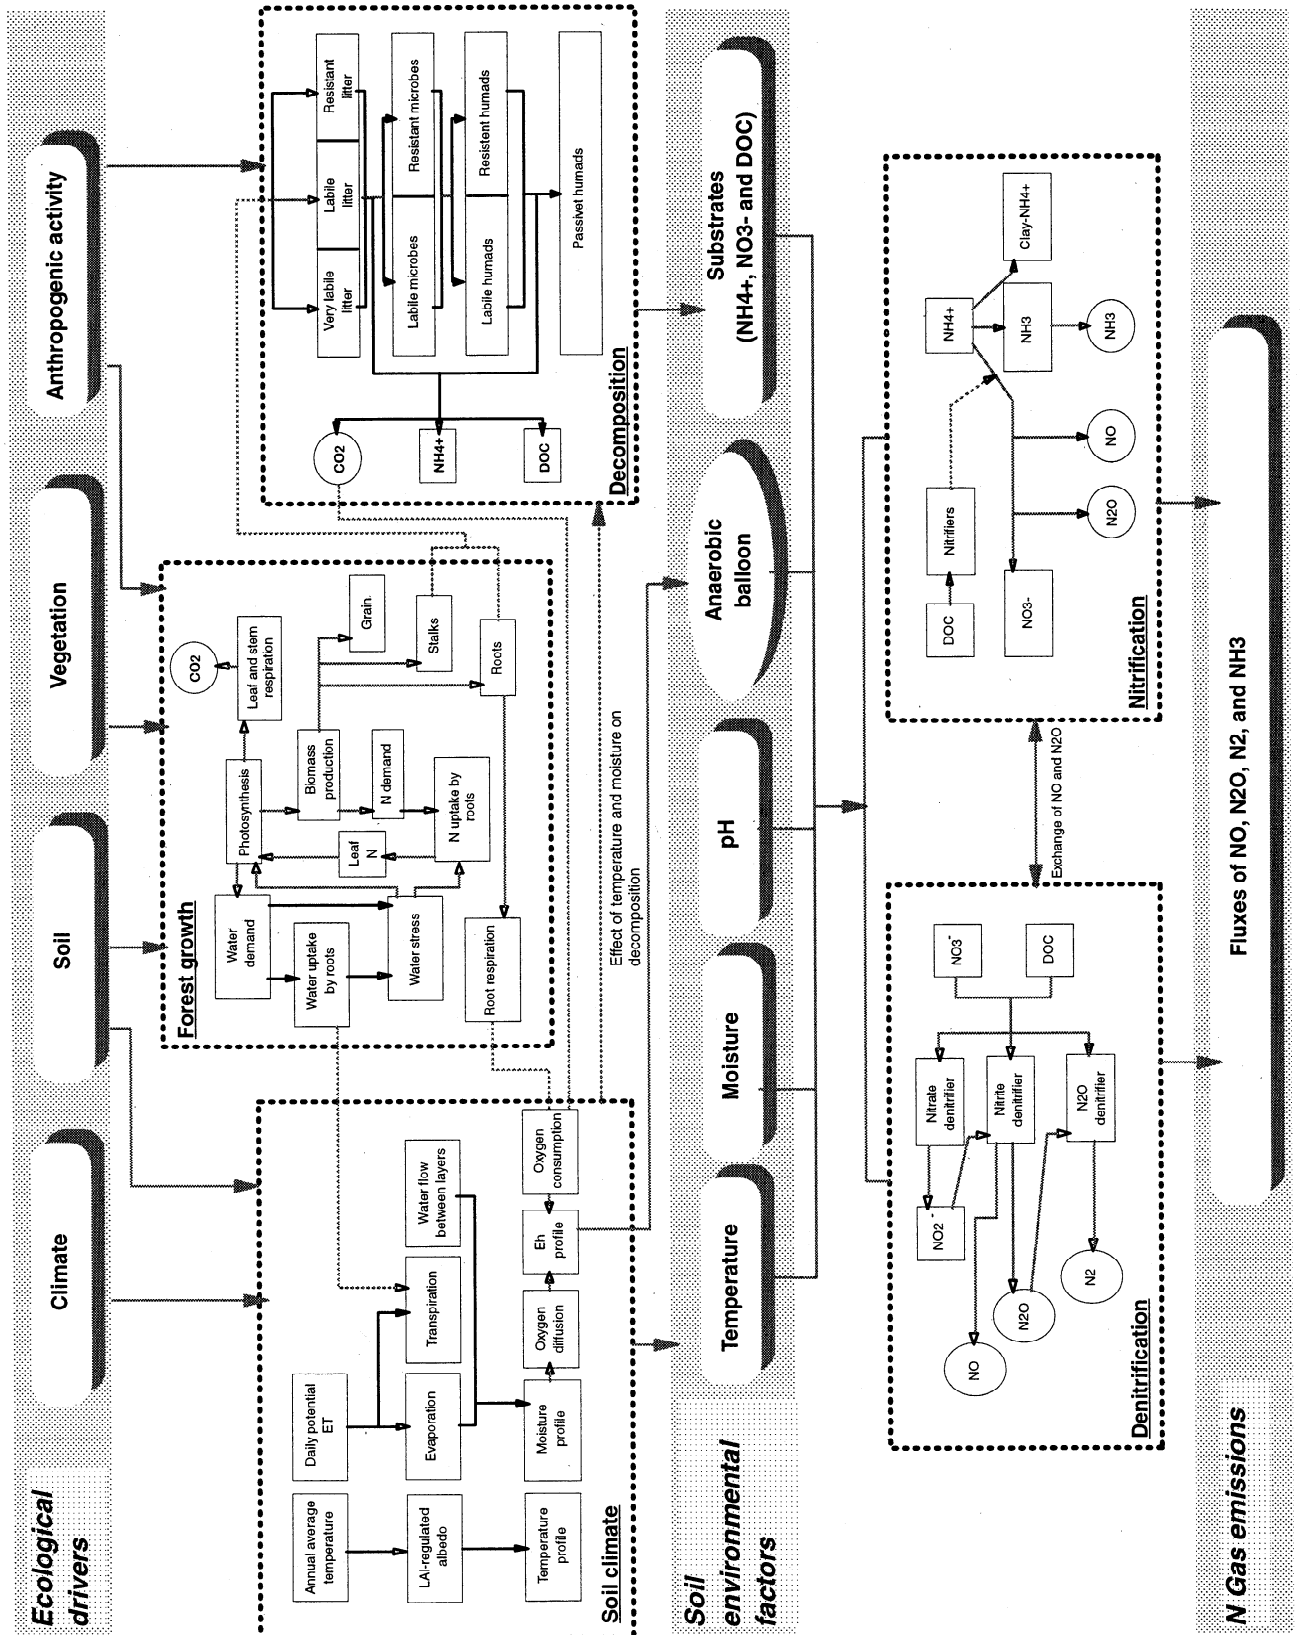 Ecological
drivers
Climate
Soil
Vegetation
Anthropogenic activity
Annual average
temperature
LAI-regulated
albedo
Temperature
profile
Daily potential
ET
Evaporation
Transpiration
Water flow
between layers
Moisture
profile
Oxygen
diffusion
Eh
profile
Oxygen
consumption
Soil climate
Forest growth
Water
demand
Water uptake
by roots
Water stress
Root respiration
Photosynthesis
Leaf
N
N uptake by
roots
Biomass
production
N demand
Leaf and stem
respiration
CO2
Grain
Stalks
Roots
Effect of temperature and moisture on
decomposition
Very labile
litter
Labile
litter
Resistant
litter
Labile microbes
Resistant microbes
Labile humads
Resistent humads
Passivet humads
CO2
NH4+
DOC
Decomposition
Soil
environmental
factors
Temperature
Moisture
pH
Anaerobic
balloon
Substrates
(NH4+, NO3- and DOC)
Nitrate
denitrifier
Nitrite
denitrifier
N2O
denitrifier
NO3-
DOC
NO2-
NO
N2O
N2
Denitrification
Exchange of NO and N2O
DOC
Nitrifiers
NH4+
Clay-NH4+
NH3
NH3
NO3-
N2O
NO
Nitrification
N Gas emissions
Fluxes of NO, N2O, N2, and NH3